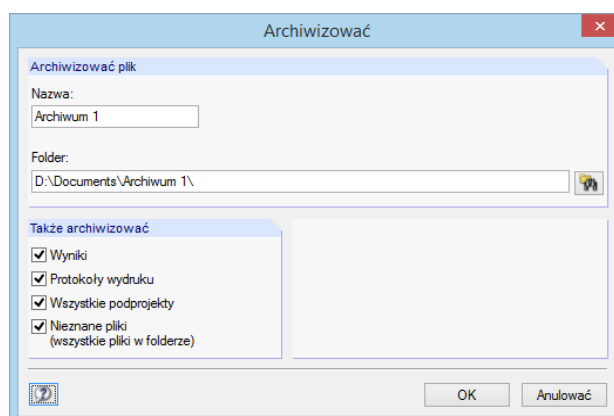 Archiwizować
Archiwizować plik
Nazwa:
Archiwum 1
Folder:
D:\Documents\Archiwum 1\
Także archiwizować
Wyniki
Protokoły wydruku
Wszystkie podprojekty
Nieznane pliki
(wszystkie pliki w folderze)
OK
Anulować